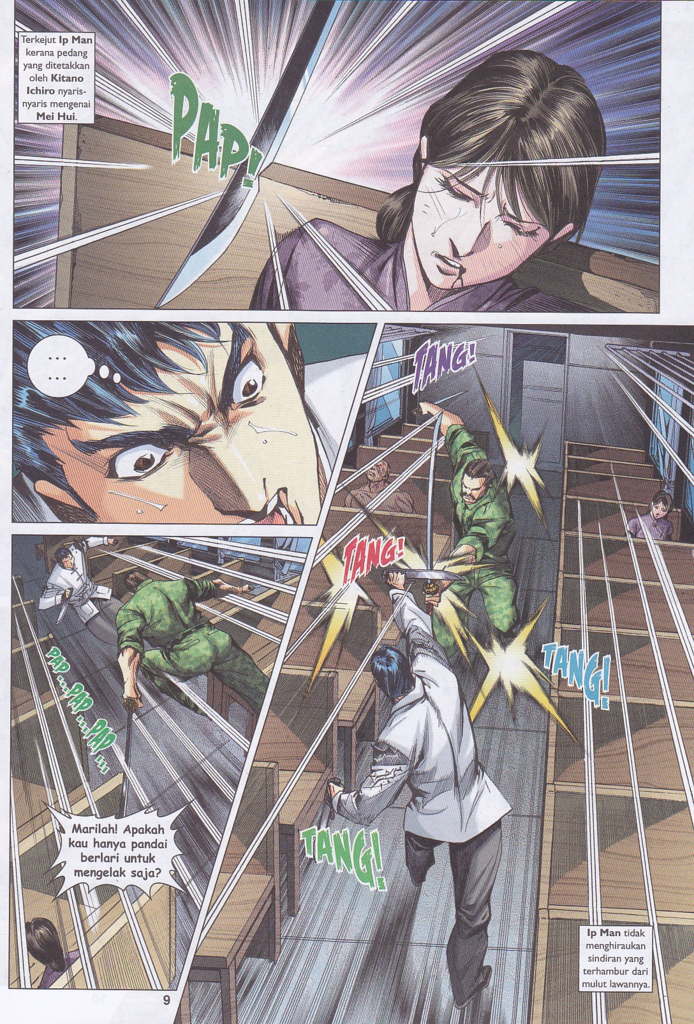 Terkejut Ip Man
kerana pedang
yang ditetakkan
oleh Kitano
Ichiro nyaris-
nyaris mengenai
Mei Hui.
PAP!
...
...
TANG!
TANG!
TANG!
TANG!
PAP...PAP...PAP...
Marilah! Apakah
kau hanya pandai
berlari untuk
mengelak saja?
Ip Man tidak
menghiraukan
sindiran yang
terhambur dari
mulut lawannya.
9